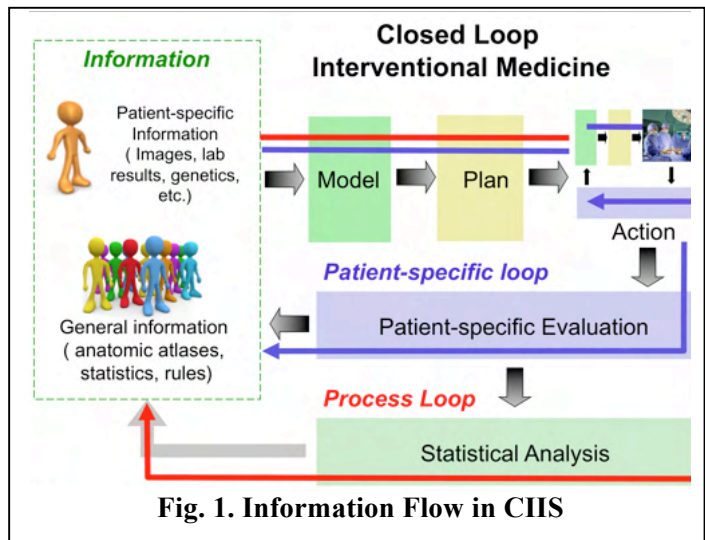 Closed Loop
Interventional Medicine
Information
Patient-specific
Information
( Images, lab
results, genetics,
etc.)
General information
( anatomic atlases,
statistics, rules)
Model
Plan
Action
Patient-specific loop
Patient-specific Evaluation
Process Loop
Statistical Analysis
Fig. 1. Information Flow in CIIS